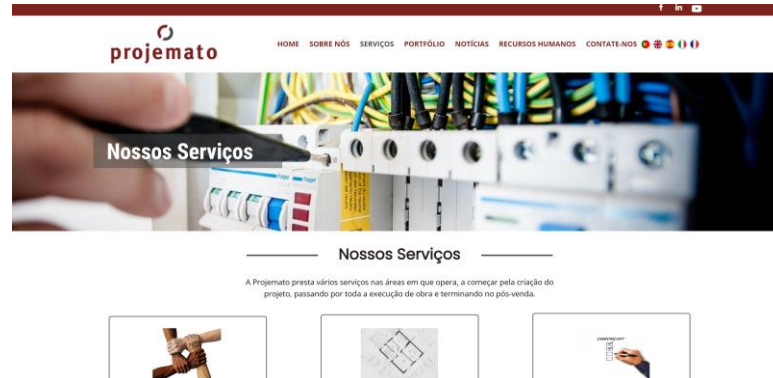 projemato
HOME SOBRE NÓS SERVIÇOS PORTFÓLIO NOTÍCIAS RECURSOS HUMANOS CONTATE-NOS
Nossos Serviços
hager
Nossos Serviços
A Projemato presta vários serviços nas áreas em que opera, a começar pela criação do
projeto, passando por toda a execução de obra e terminando no pós-venda.
CHECKLIST